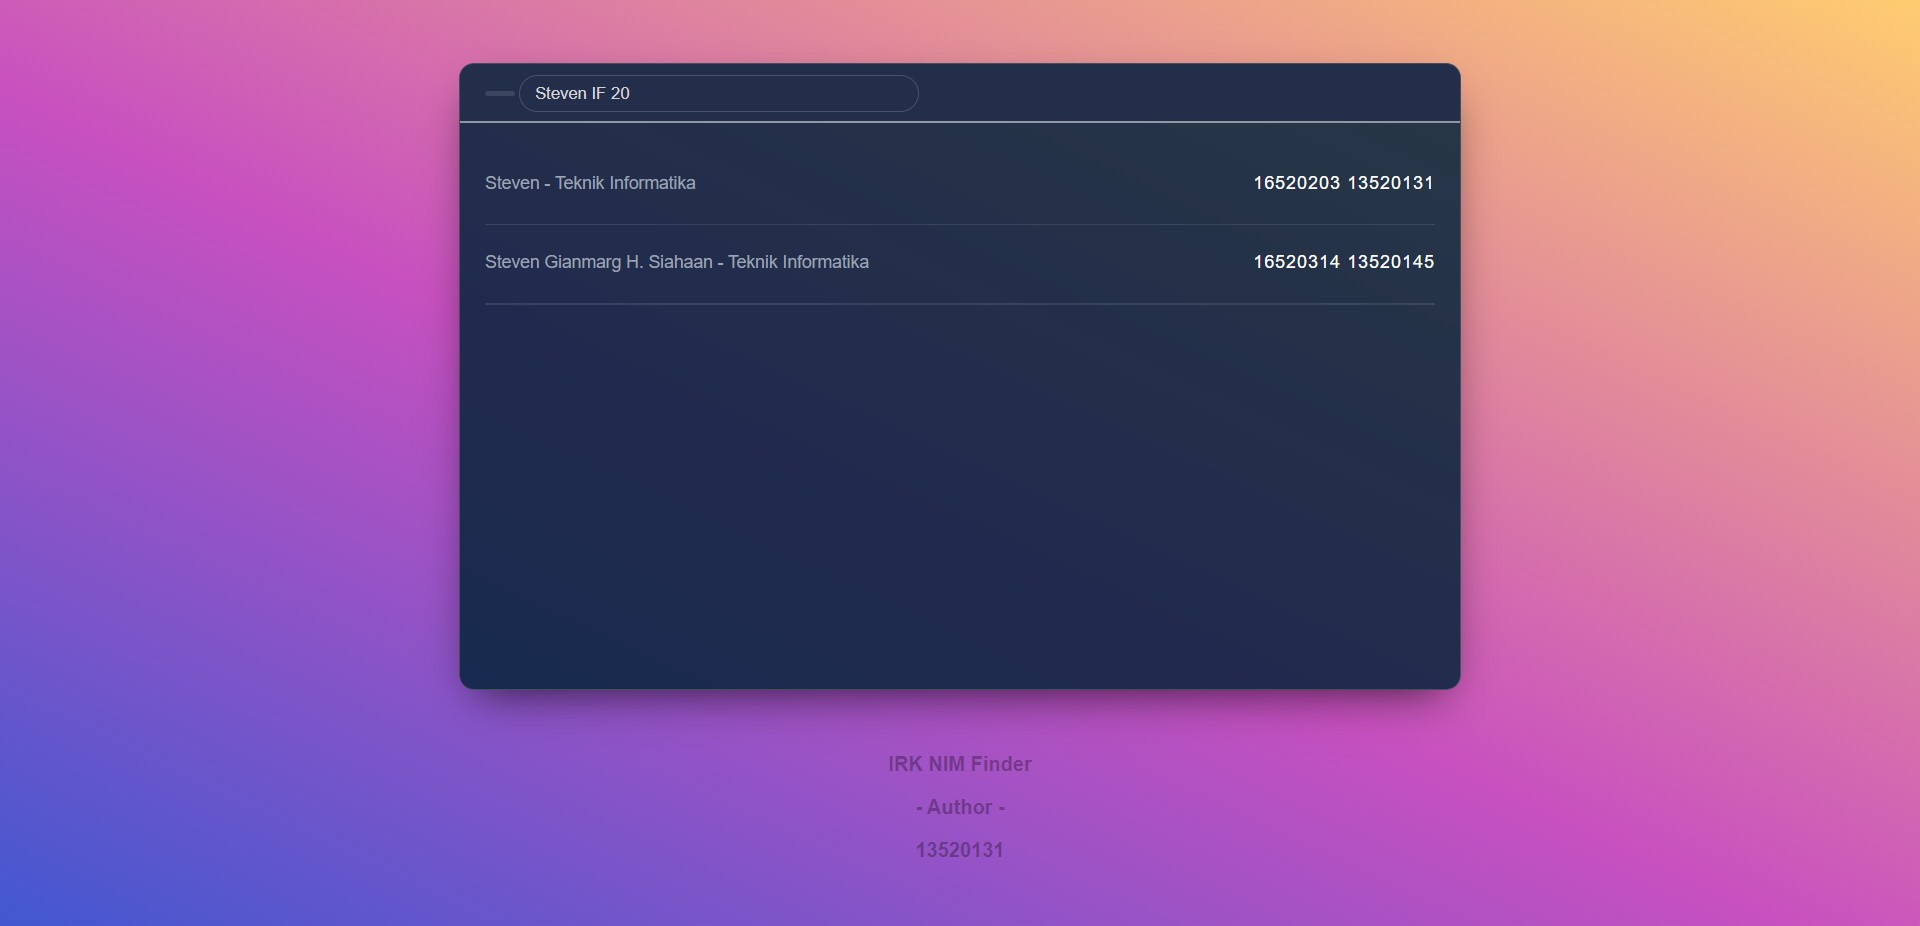 Steven IF 20
Steven - Teknik Informatika 16520203 13520131
Steven Gianmarg H. Siahaan - Teknik Informatika 16520314 13520145
IRK NIM Finder
- Author -
13520131